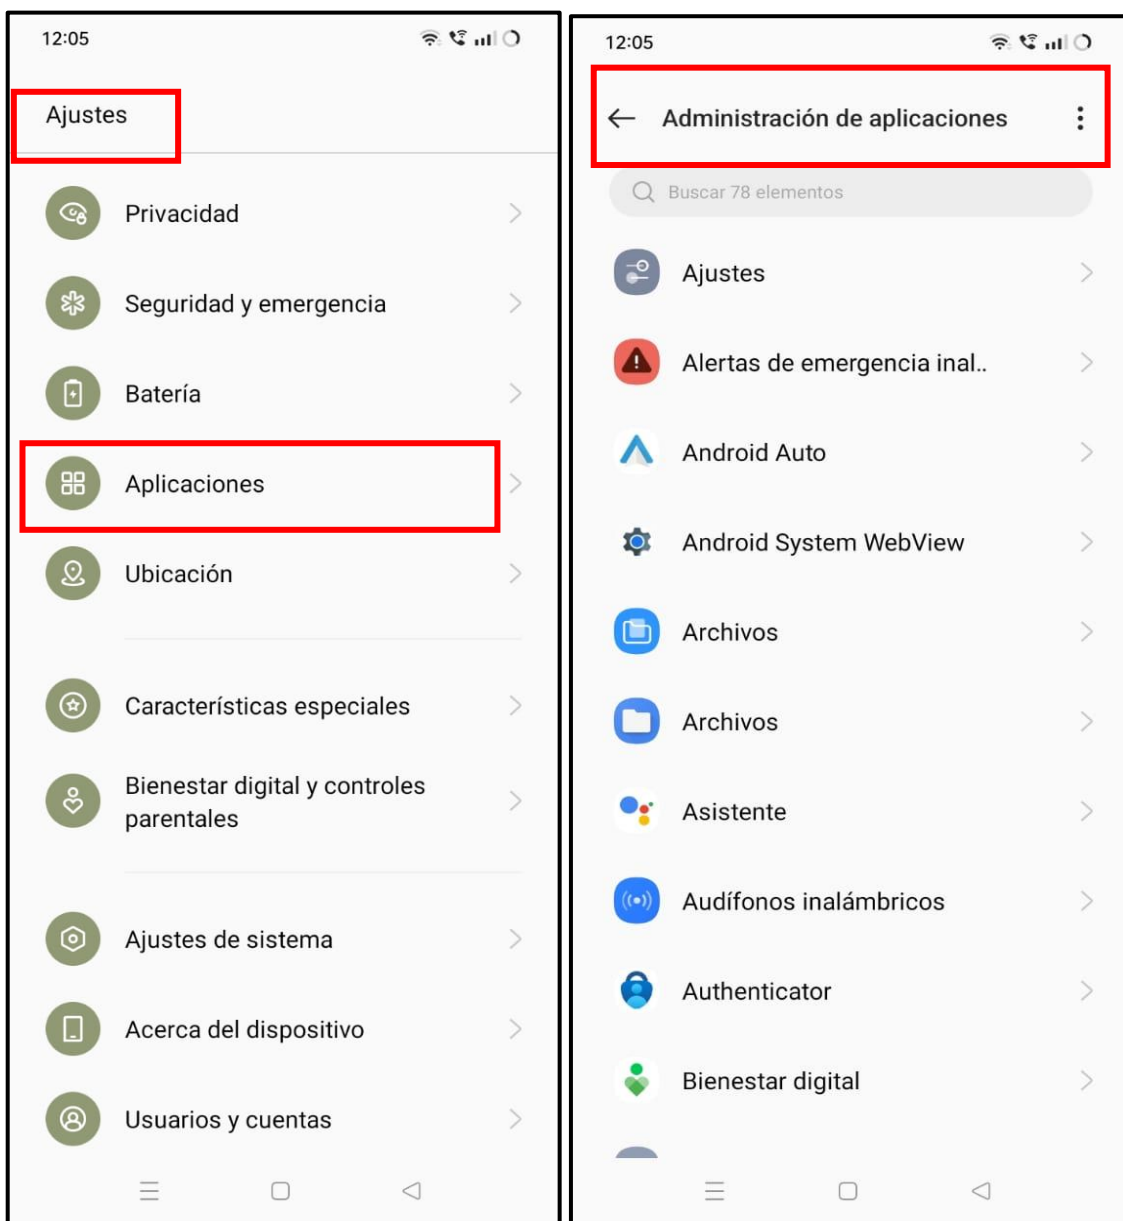 12:05
Ajustes
Privacidad
Seguridad y emergencia
Batería
Aplicaciones
Ubicación
Características especiales
Bienestar digital y controles
parentales
Ajustes de sistema
Acerca del dispositivo
Usuarios y cuentas
12:05
Administración de aplicaciones
Buscar 78 elementos
Ajustes
Alertas de emergencia inal..
Android Auto
Android System WebView
Archivos
Archivos
Asistente
Audífonos inalámbricos
Authenticator
Bienestar digital